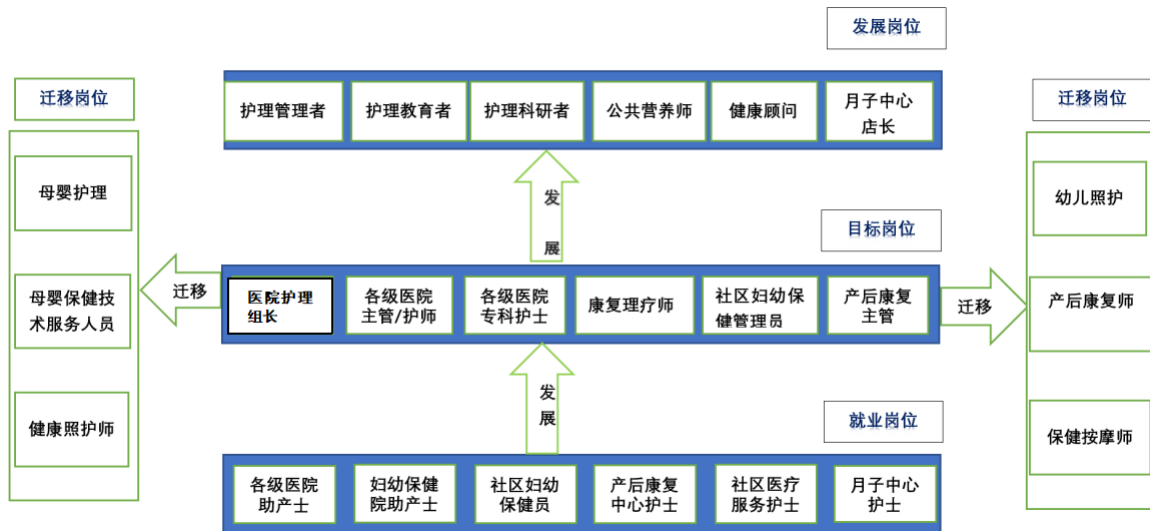 发展岗位
迁移岗位
迁移岗位
护理管理者
护理教育者
护理科研者
公共营养师
健康顾问
月子中心
店长
母婴护理
幼儿照护
发
展
目标岗位
迁移
医院护理
组长
各级医院
主管/护师
各级医院
专科护士
康复理疗师
社区妇幼保
健管理员
产后康复
主管
迁移
母婴保健技
术服务人员
产后康复师
发
展
就业岗位
健康照护师
保健按摩师
各级医院
助产士
妇幼保健
院助产士
社区妇幼
保健员
产后康复
中心护士
社区医疗
服务护士
月子中心
护士